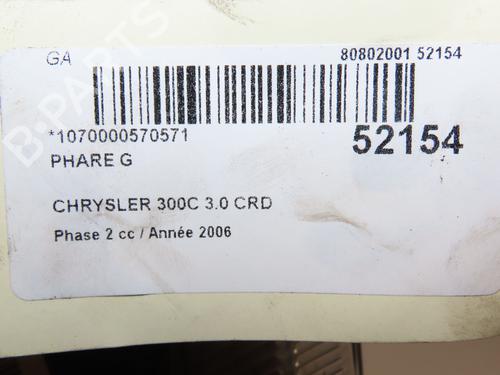 GA
80802001 52154
*1070000570571
52154
PHARE G
CHRYSLER 300C 3.0 CRD
Phase 2 cc / Année 2006
B-PARTS